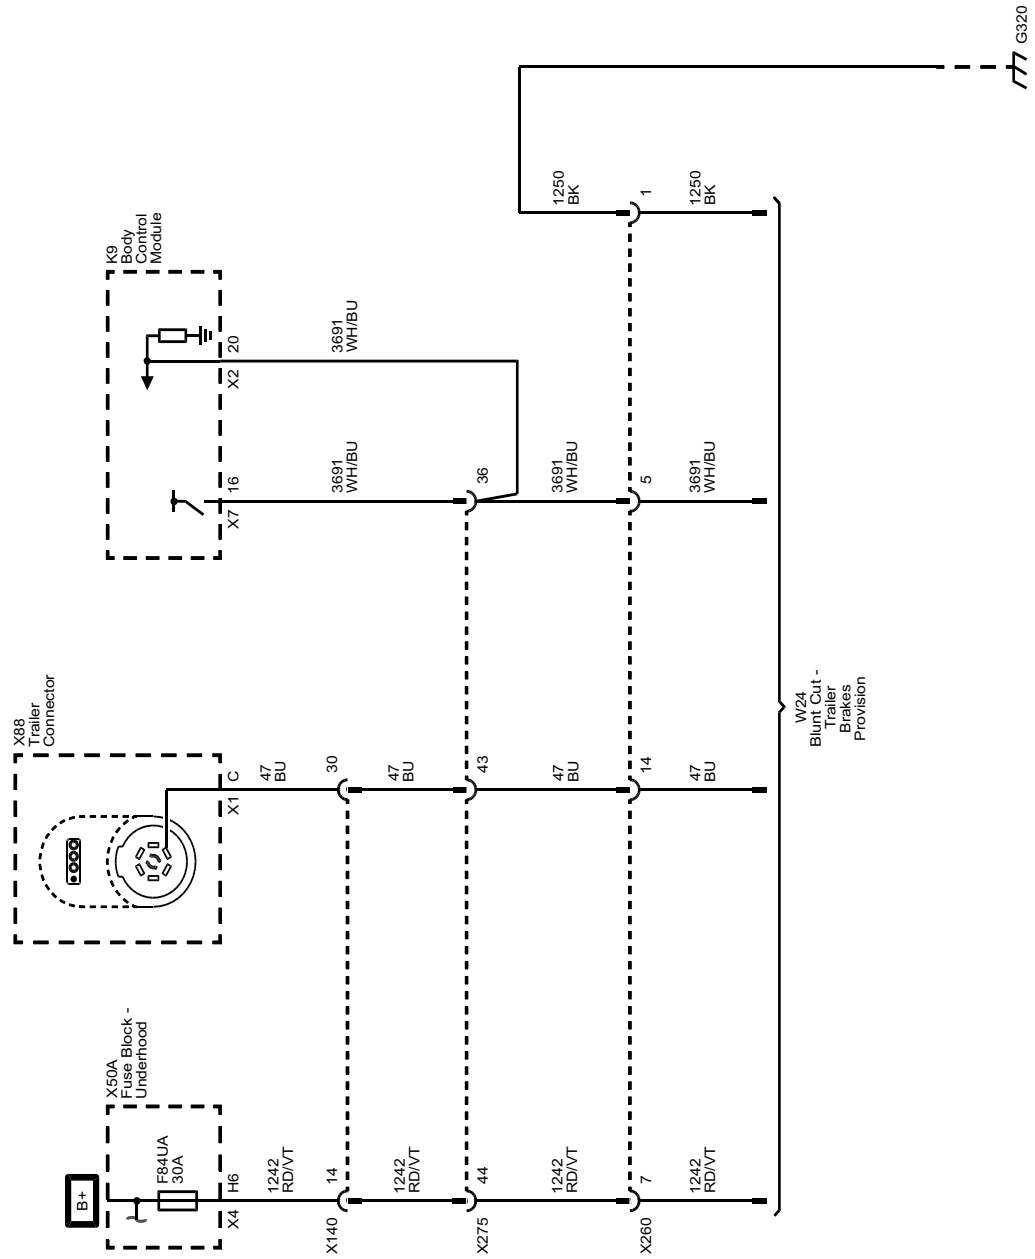 B+
X50A
Fuse Block -
Underhood
F84UA
30A
X4
H6
1242
RD/VT
X140
14
1242
RD/VT
X275
44
1242
RD/VT
X260
7
1242
RD/VT
X88
Trailer
Connector
X1
C
47
BU
30
47
BU
43
47
BU
14
47
BU
K9
Body
Control
Module
X7
16
3691
WH/BU
36
3691
WH/BU
5
3691
WH/BU
X2
20
3691
WH/BU
1250
BK
1
1250
BK
G320
W24
Blunt Cut -
Trailer
Brakes
Provision